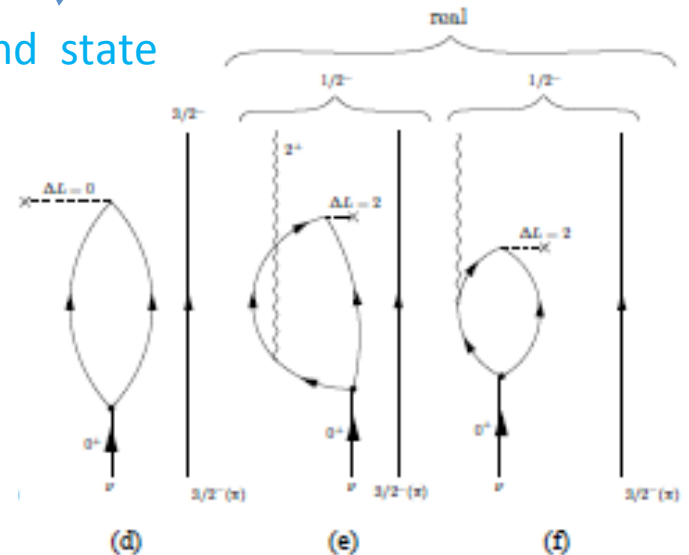 real
nd state
1/2⁻ 1/2⁻
3/2⁻
2⁺
ΔL = 0
ΔL = 2
ΔL = 2
0⁺ 0⁺ 0⁺
ν ν ν
3/2⁻(π) 3/2⁻(π) 3/2⁻(π)
(d) (e) (f)